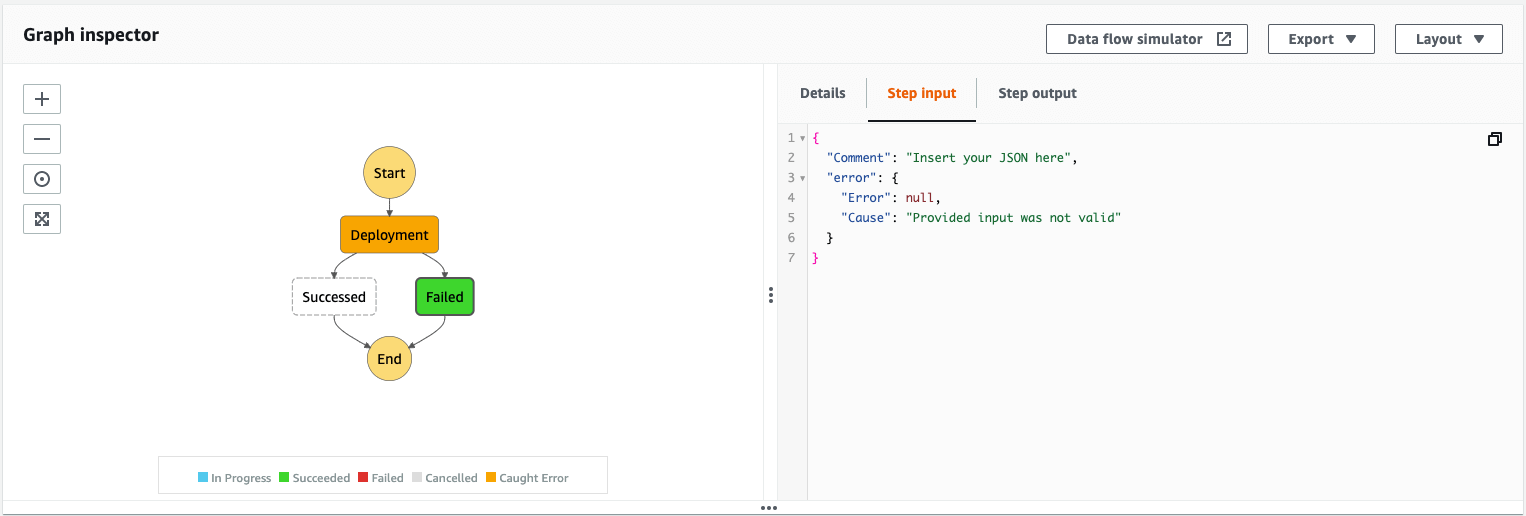 Graph inspector
Data flow simulator
Export
Layout
Start
Deployment
Successed
Failed
End
In Progress Succeeded Failed Cancelled Caught Error
Details Step input Step output
1 {
2 "Comment": "Insert your JSON here",
3 "error": {
4 "Error": null,
5 "Cause": "Provided input was not valid"
6 }
7 }